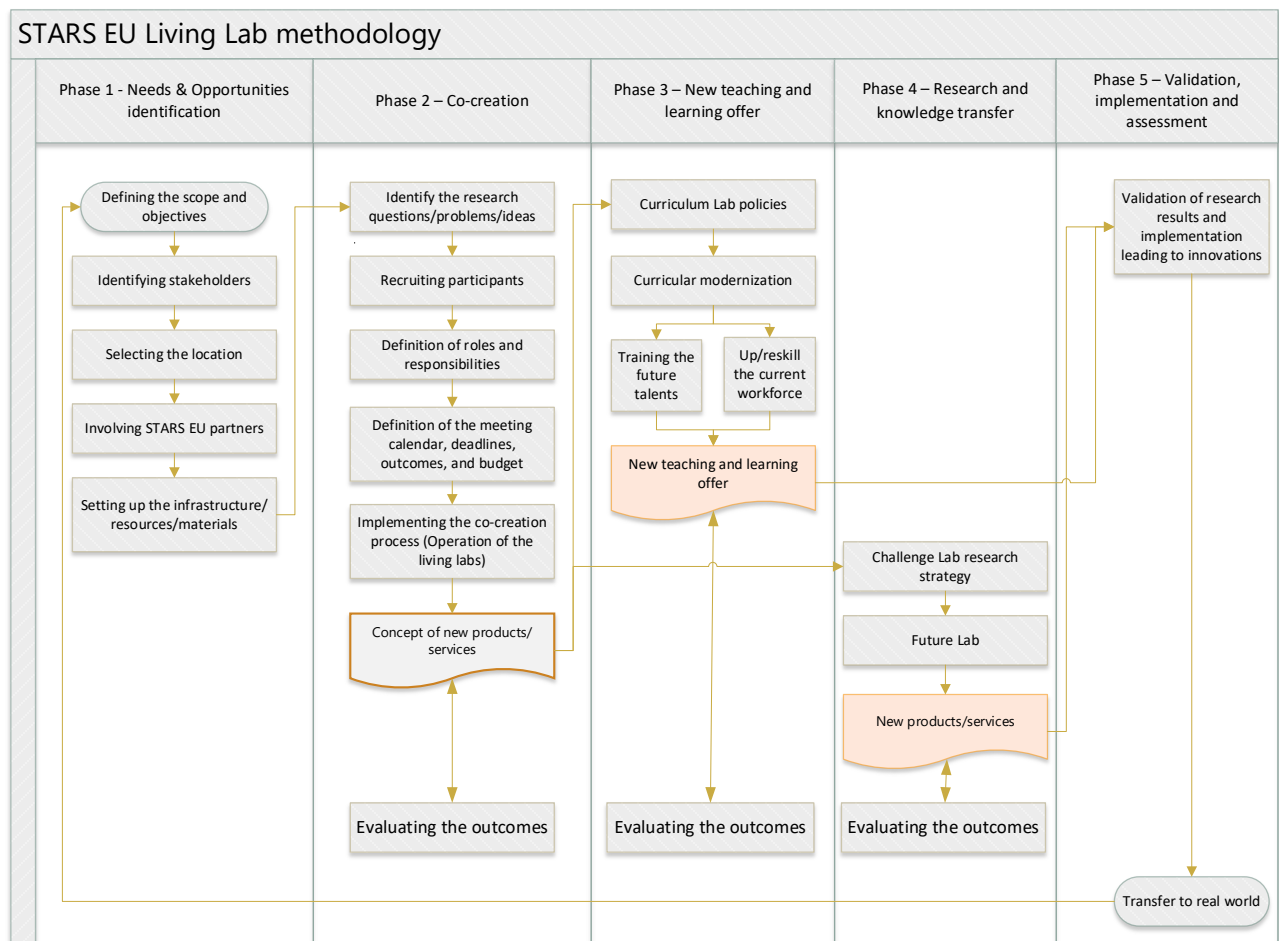 STARS EU Living Lab methodology
Phase 1 - Needs & Opportunities
identification
Phase 2 – Co-creation
Phase 3 – New teaching and
learning offer
Phase 4 – Research and
knowledge transfer
Phase 5 – Validation,
implementation and
assessment
Defining the scope and
objectives
Identifying stakeholders
Selecting the location
Involving STARS EU partners
Setting up the infrastructure/
resources/materials
Identify the research
questions/problems/ideas
Recruiting participants
Definition of roles and
responsibilities
Definition of the meeting
calendar, deadlines,
outcomes, and budget
Implementing the co-creation
process (Operation of the
living labs)
Concept of new products/
services
Evaluating the outcomes
Curriculum Lab policies
Curricular modernization
Training the
future
talents
Up/reskill
the current
workforce
New teaching and learning
offer
Evaluating the outcomes
Challenge Lab research
strategy
Future Lab
New products/services
Evaluating the outcomes
Validation of research
results and
implementation
leading to innovations
Transfer to real world